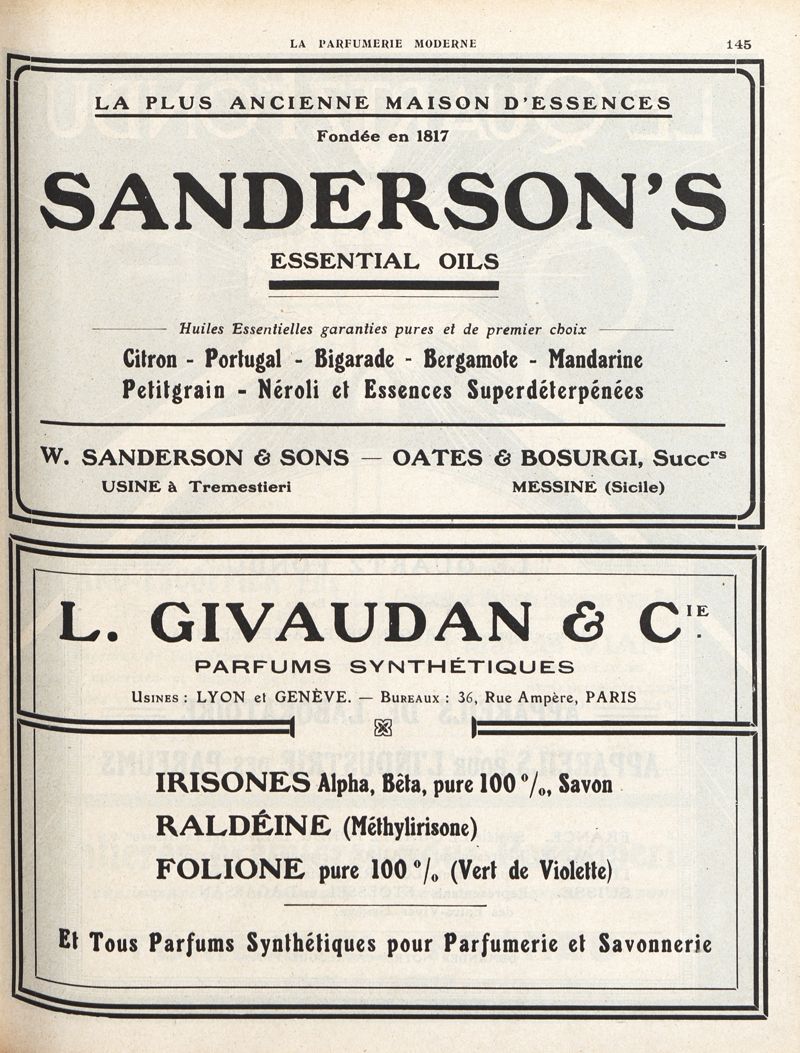 LA PARFUMERIE MODERNE 145
LA PLUS ANCIENNE MAISON D'ESSENCES
Fondée en 1817
SANDERSON'S
ESSENTIAL OILS
Huiles Essentielles garanties pures et de premier choix
Citron - Portugal - Bigarade - Bergamote - Mandarine
Petitgrain - Néroli et Essences Superdéterpénées
W. SANDERSON & SONS — OATES & BOSURGI, Succrs
USINE à Tremestieri MESSINE (Sicile)
L. GIVAUDAN & CIE.
PARFUMS SYNTHÉTIQUES
USINES : LYON et GENÈVE. — BUREAUX : 36, Rue Ampère, PARIS
IRISONES Alpha, Bêta, pure 100 %, Savon
RALDÉINE (Méthylirisone)
FOLIONE pure 100 % (Vert de Violette)
Et Tous Parfums Synthétiques pour Parfumerie et Savonnerie